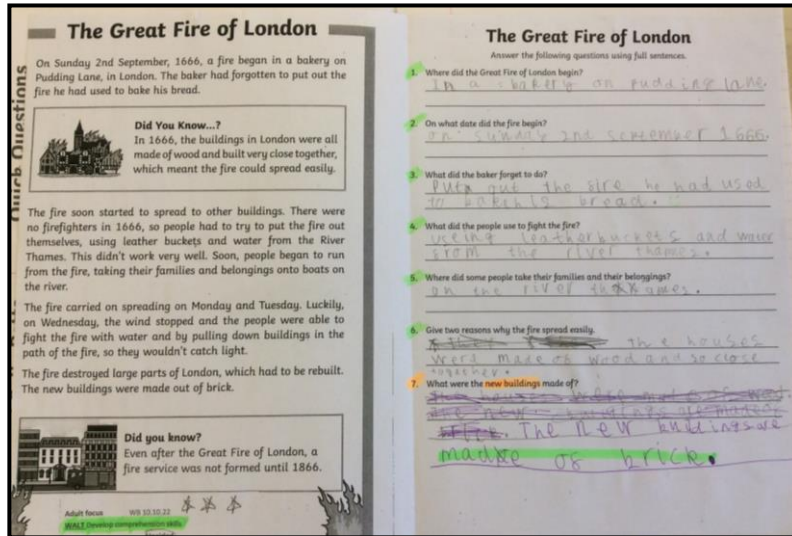 The Great Fire of London
Quick Questions
On Sunday 2nd September, 1666, a fire began in a bakery on
Pudding Lane, in London. The baker had forgotten to put out the
fire he had used to bake his bread.
Did You Know...?
In 1666, the buildings in London were all
made of wood and built very close together,
which meant the fire could spread easily.
The fire soon started to spread to other buildings. There were
no firefighters in 1666, so people had to try to put the fire out
themselves, using leather buckets and water from the River
Thames. This didn't work very well. Soon, people began to run
from the fire, taking their families and belongings onto boats on
the river.
The fire carried on spreading on Monday and Tuesday. Luckily,
on Wednesday, the wind stopped and the people were able to
fight the fire with water and by pulling down buildings in the
path of the fire, so they wouldn't catch light.
The fire destroyed large parts of London, which had to be rebuilt.
The new buildings were made out of brick.
Did you know?
Even after the Great Fire of London, a
fire service was not formed until 1866.
Adult focus WB 10.10.22
WALT Develop comprehension skills
The Great Fire of London
Answer the following questions using full sentences.
1. Where did the Great Fire of London begin?
In a bakery on pudding lane.
2. On what date did the fire begin?
on sunday 2nd september 1666.
3. What did the baker forget to do?
Put out the fire he had used
to bake his bread.
4. What did the people use to fight the fire?
useing leather buckets and water
from the river thames.
5. Where did some people take their families and their belongings?
on the river thames.
6. Give two reasons why the fire spread easily.
the houses
were made of wood and so close
together.
7. What were the new buildings made of?
The new buildings are
made of brick.